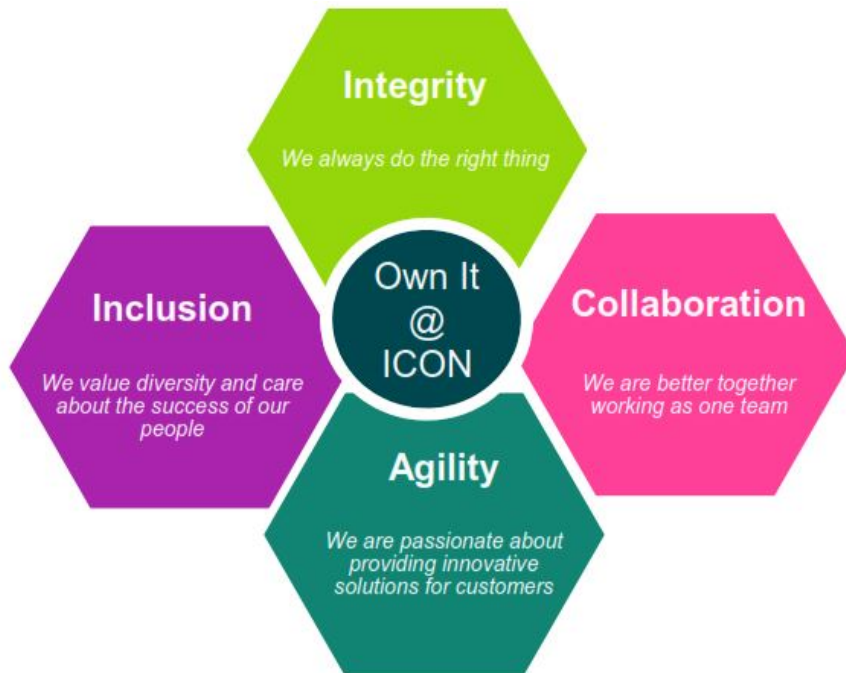 Integrity
We always do the right thing
Own It
@
ICON
Inclusion
We value diversity and care
about the success of our
people
Collaboration
We are better together
working as one team
Agility
We are passionate about
providing innovative
solutions for customers